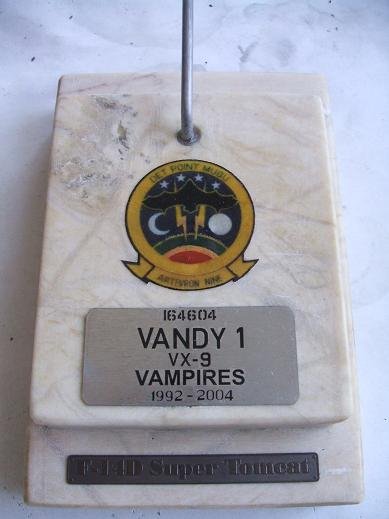 DET POINT MUGU
AIRTEVRON NINE
164604
VANDY 1
VX-9
VAMPIRES
1992-2004
F-14D Super Tomcat